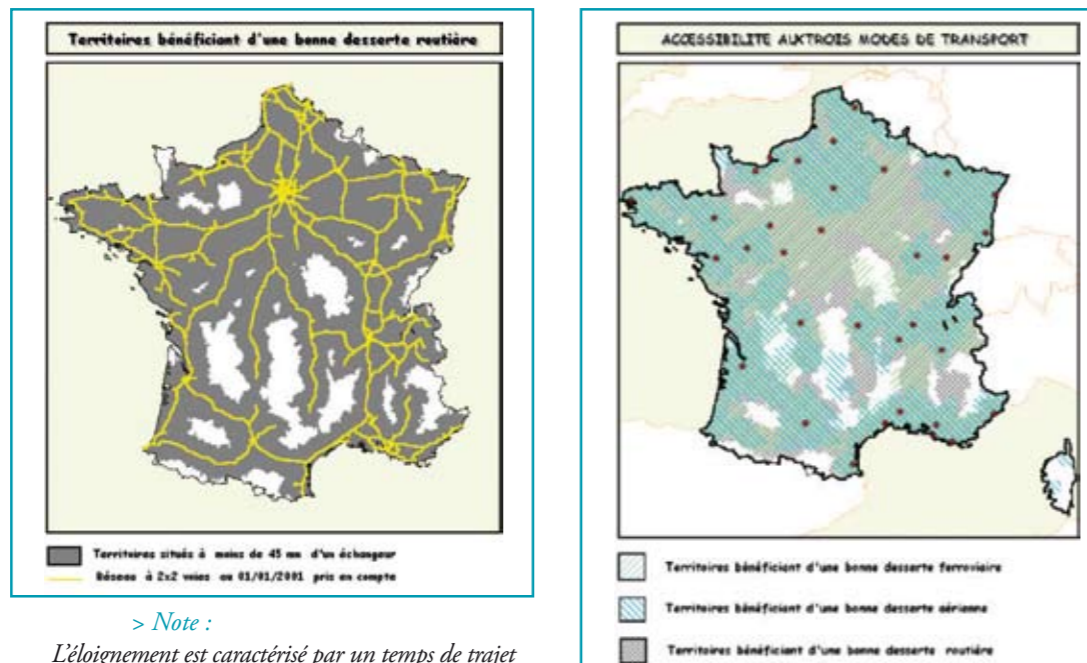 Territoires bénéficiant d'une bonne desserte routière
Territoires situés à moins de 45 mn d'un échangeur
Réseau à 2x2 voies au 01/01/2001 pris en compte
> Note :
L'éloignement est caractérisé par un temps de trajet
ACCESSIBILITE AUXTROIS MODES DE TRANSPORT
Territoires bénéficiant d'une bonne desserte ferroviaire
Territoires bénéficiant d'une bonne desserte aérienne
Territoires bénéficiant d'une bonne desserte routière